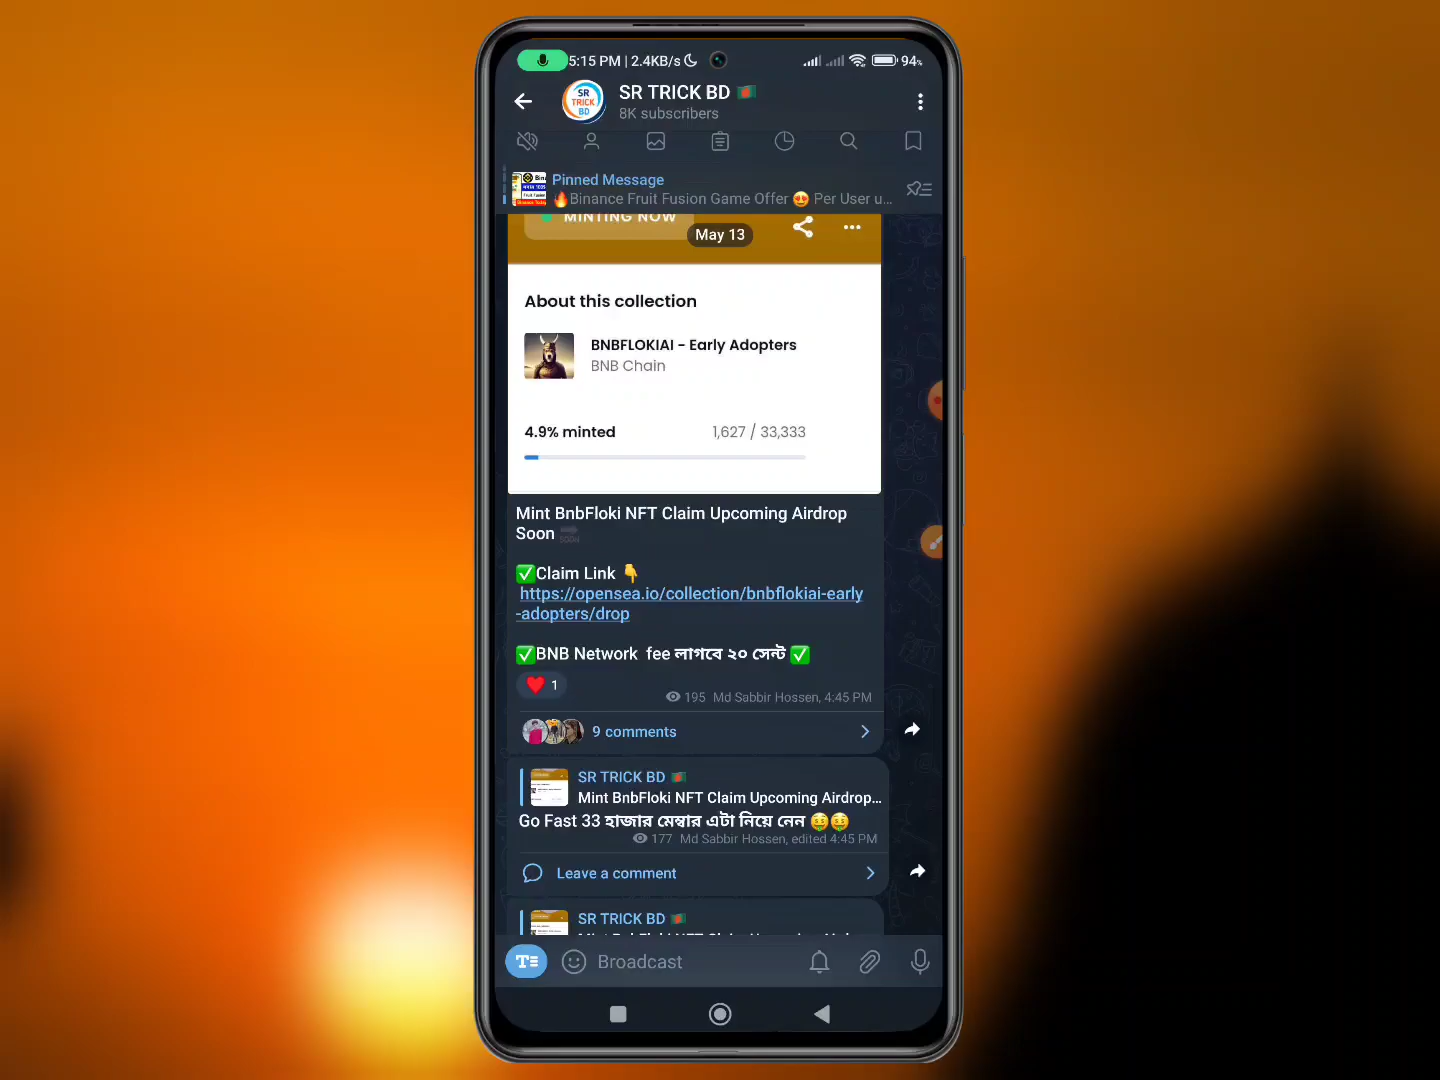 5:15 PM | 2.4KB/s
94%
SR TRICK BD 🇧🇩
8K subscribers
SR
TRICK
BD
Pinned Message
🔥Binance Fruit Fusion Game Offer 😍 Per User u...
MINTING NOW
May 13
About this collection
BNBFLOKIAI - Early Adopters
BNB Chain
4.9% minted
1,627 / 33,333
Mint BnbFloki NFT Claim Upcoming Airdrop
Soon 🔜
✅Claim Link 👇
https://opensea.io/collection/bnbflokiai-early
-adopters/drop
✅BNB Network fee লাগবে ২০ সেন্ট ✅
❤️ 1
195 Md Sabbir Hossen, 4:45 PM
9 comments
SR TRICK BD 🇧🇩
Mint BnbFloki NFT Claim Upcoming Airdrop...
Go Fast 33 হাজার মেম্বার এটা নিয়ে নেন 🤑🤑
177 Md Sabbir Hossen, edited 4:45 PM
Leave a comment
SR TRICK BD 🇧🇩
Broadcast